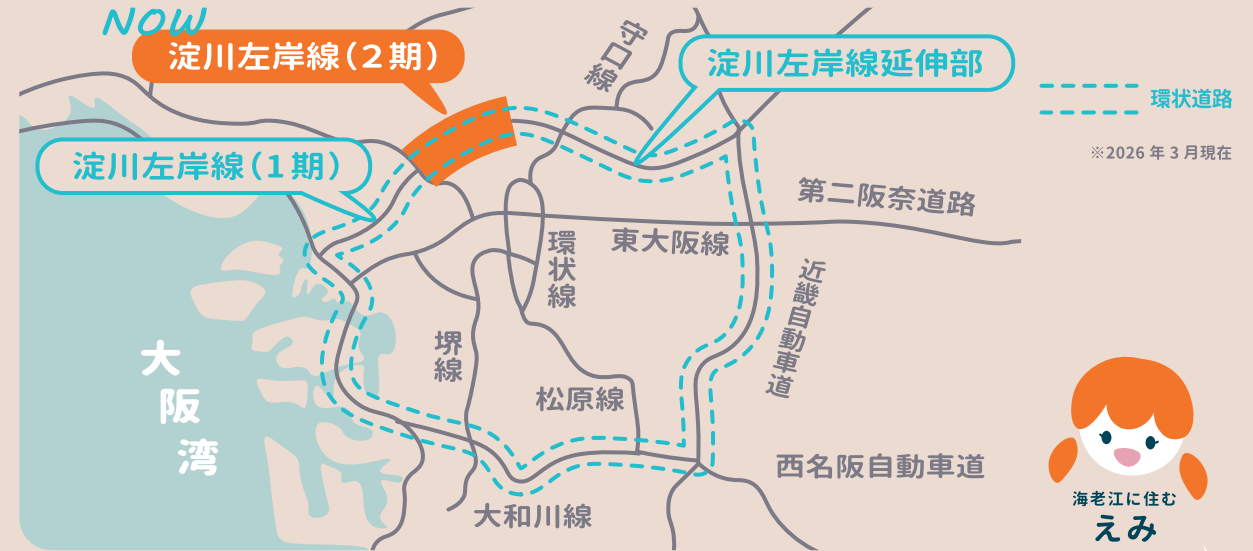 NOW
淀川左岸線（２期）
守口線
淀川左岸線延伸部
環状道路
※2026年3月現在
淀川左岸線（１期）
第二阪奈道路
東大阪線
環状線
近畿自動車道
大阪湾
堺線
松原線
西名阪自動車道
大和川線
海老江に住む
えみ